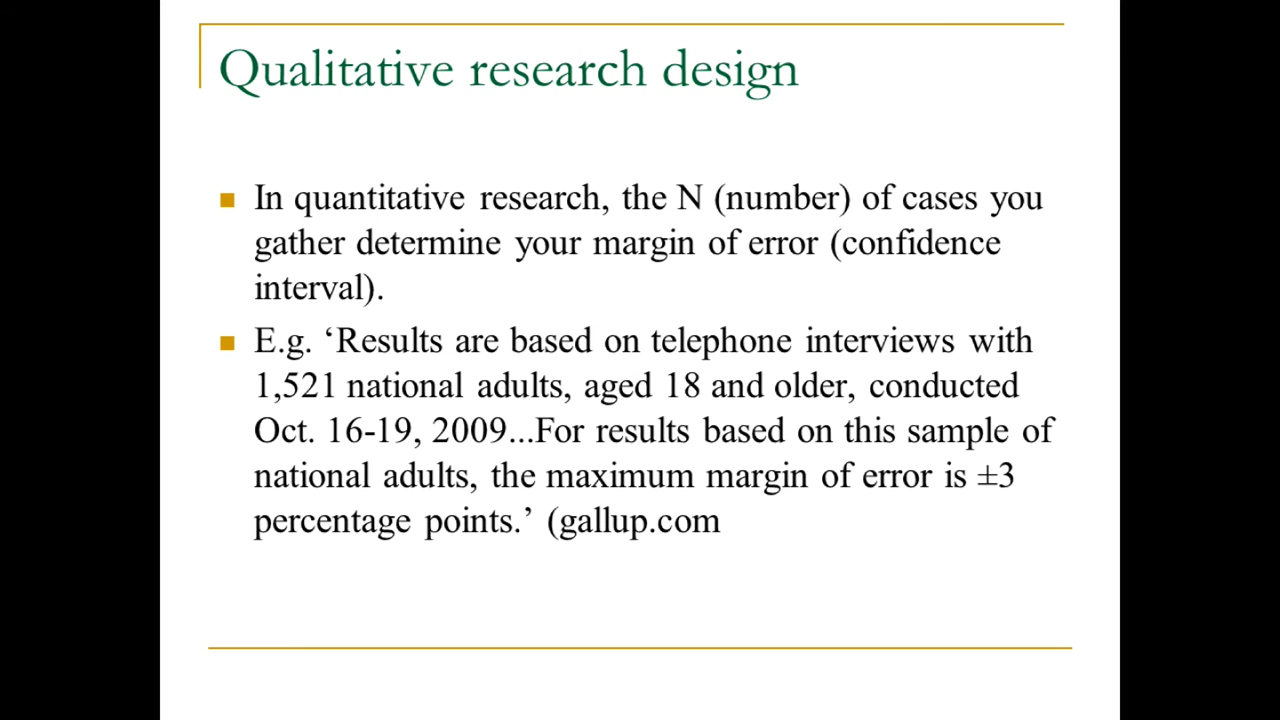 Qualitative research design
In quantitative research, the N (number) of cases you
gather determine your margin of error (confidence
interval).
E.g. ‘Results are based on telephone interviews with
1,521 national adults, aged 18 and older, conducted
Oct. 16-19, 2009...For results based on this sample of
national adults, the maximum margin of error is ±3
percentage points.’ (gallup.com